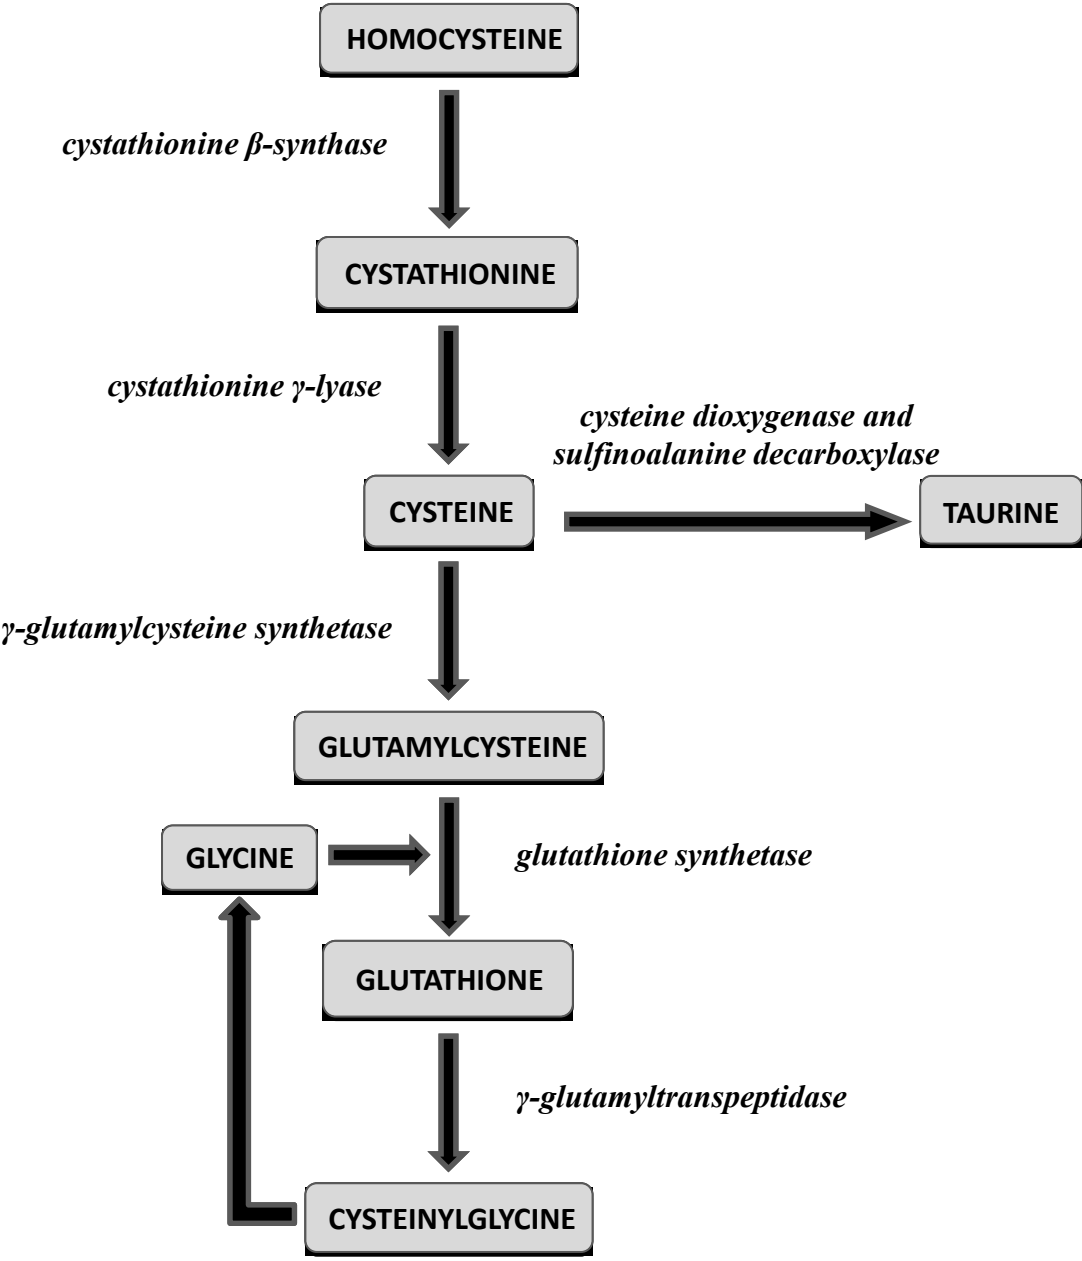 HOMOCYSTEINE
cystathionine β-synthase
CYSTATHIONINE
cystathionine γ-lyase
cysteine dioxygenase and
sulfinoalanine decarboxylase
CYSTEINE
TAURINE
γ-glutamylcysteine synthetase
GLUTAMYLCYSTEINE
GLYCINE
glutathione synthetase
GLUTATHIONE
γ-glutamyltranspeptidase
CYSTEINYLGLYCINE